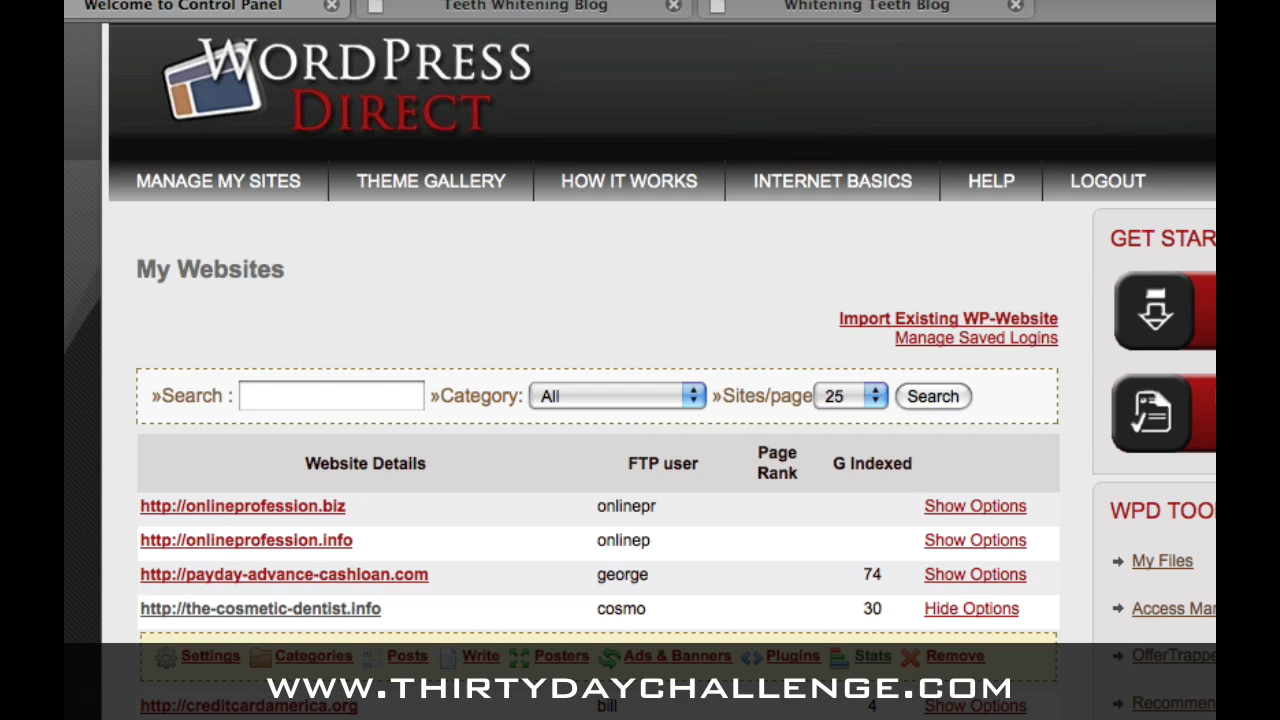 Welcome to Control Panel
Teeth Whitening Blog
Whitening Teeth Blog
WORDPRESS
DIRECT
MANAGE MY SITES
THEME GALLERY
HOW IT WORKS
INTERNET BASICS
HELP
LOGOUT
GET STAR
My Websites
Import Existing WP-Website
Manage Saved Logins
»Search : »Category: All »Sites/page 25 Search
Website Details FTP user Page Rank G Indexed
http://onlineprofession.biz onlinepr Show Options
http://onlineprofession.info onlinep Show Options
http://payday-advance-cashloan.com george 74 Show Options
http://the-cosmetic-dentist.info cosmo 30 Hide Options
Settings Categories Posts Write Posters Ads & Banners Plugins Stats Remove
http://creditcardamerica.org bill 4 Show Options
WPD TOO
My Files
Access Man
OfferTrappe
Recommen
WWW.THIRTYDAYCHALLENGE.COM